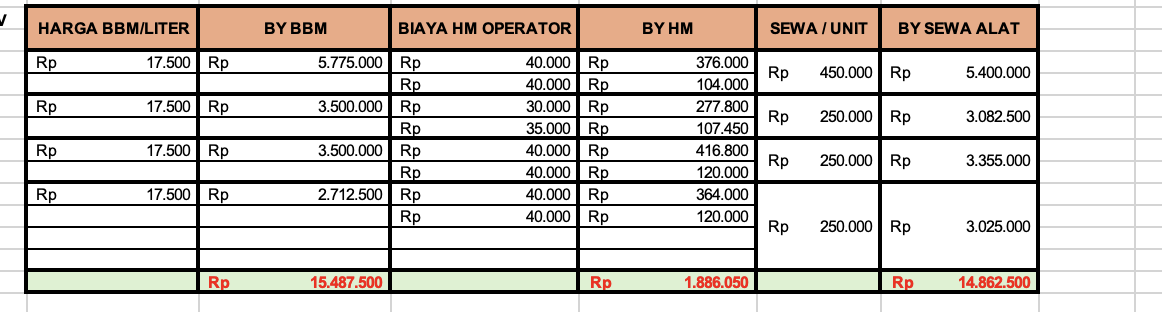 V HARGA BBM/LITER BY BBM BIAYA HM OPERATOR BY HM SEWA / UNIT BY SEWA ALAT
Rp 17.500 Rp 5.775.000 Rp 40.000 Rp 376.000
Rp 450.000 Rp 5.400.000
Rp 40.000 Rp 104.000
Rp 17.500 Rp 3.500.000 Rp 30.000 Rp 277.800
Rp 250.000 Rp 3.082.500
Rp 35.000 Rp 107.450
Rp 17.500 Rp 3.500.000 Rp 40.000 Rp 416.800
Rp 250.000 Rp 3.355.000
Rp 40.000 Rp 120.000
Rp 17.500 Rp 2.712.500 Rp 40.000 Rp 364.000
Rp 40.000 Rp 120.000
Rp 250.000 Rp 3.025.000
Rp 15.487.500 Rp 1.886.050 Rp 14.862.500